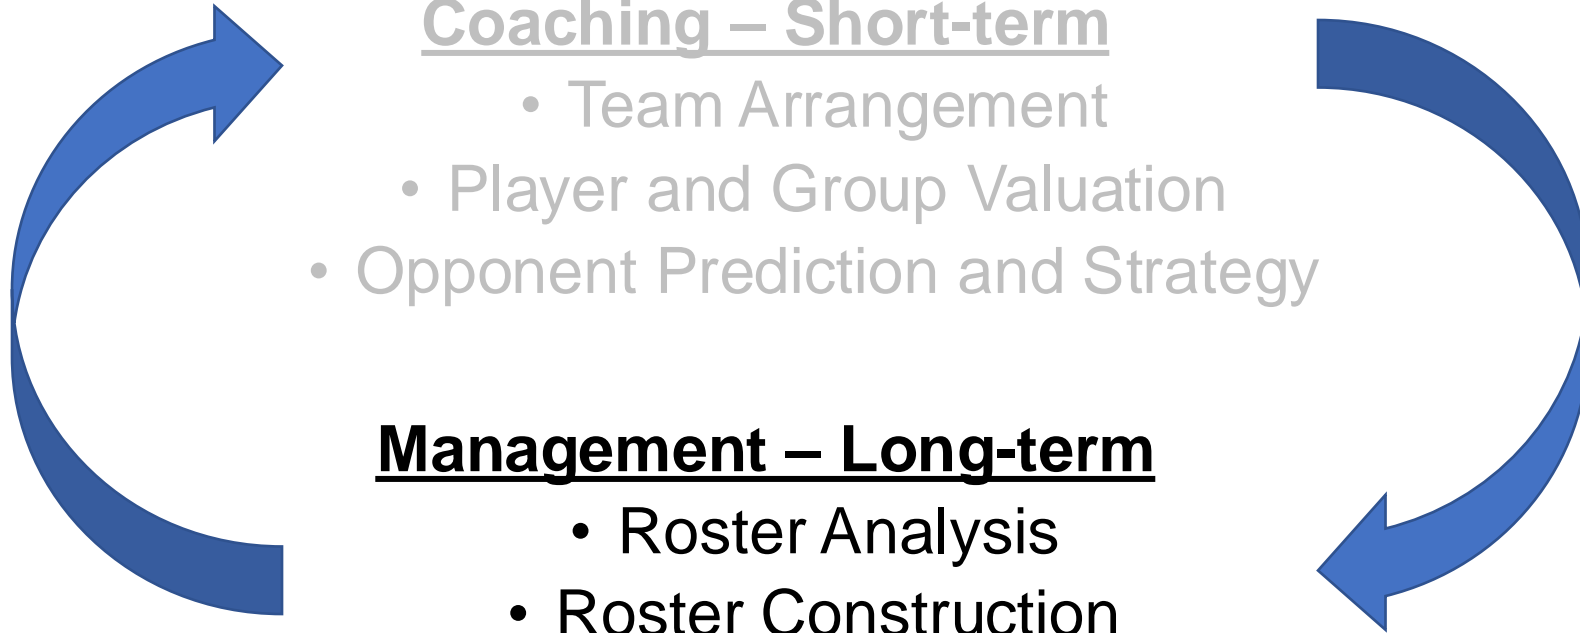 Coaching – Short-term
• Team Arrangement
• Player and Group Valuation
• Opponent Prediction and Strategy
Management – Long-term
• Roster Analysis
• Roster Construction